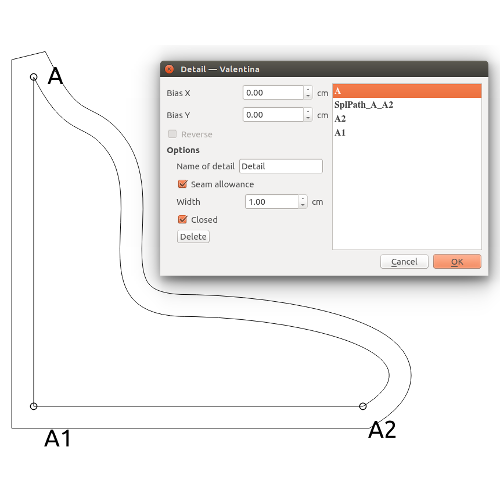 A
Detail — Valentina
Bias X 0.00 cm
Bias Y 0.00 cm
Reverse
Options
Name of detail Detail
Seam allowance
Width 1.00 cm
Closed
Delete
A
SplPath_A_A2
A2
A1
Cancel OK
A1
A2